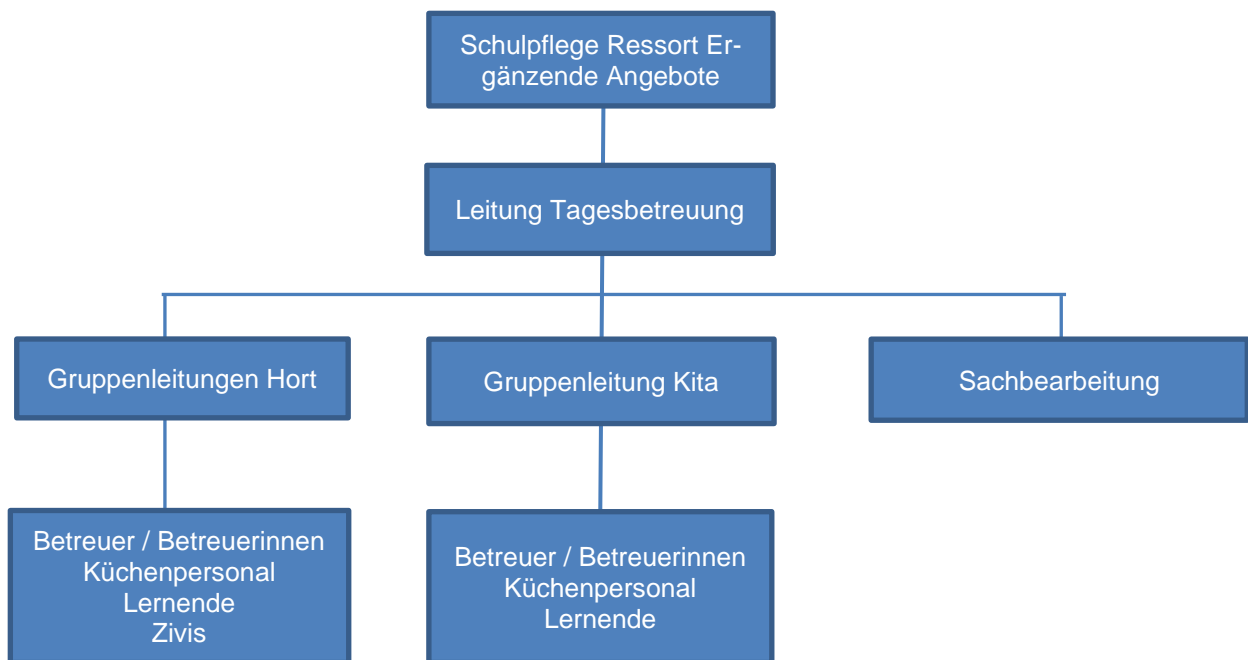 Schulpflege Ressort Er-
gänzende Angebote
Leitung Tagesbetreuung
Gruppenleitungen Hort
Gruppenleitung Kita
Sachbearbeitung
Betreuer / Betreuerinnen
Küchenpersonal
Lernende
Zivis
Betreuer / Betreuerinnen
Küchenpersonal
Lernende